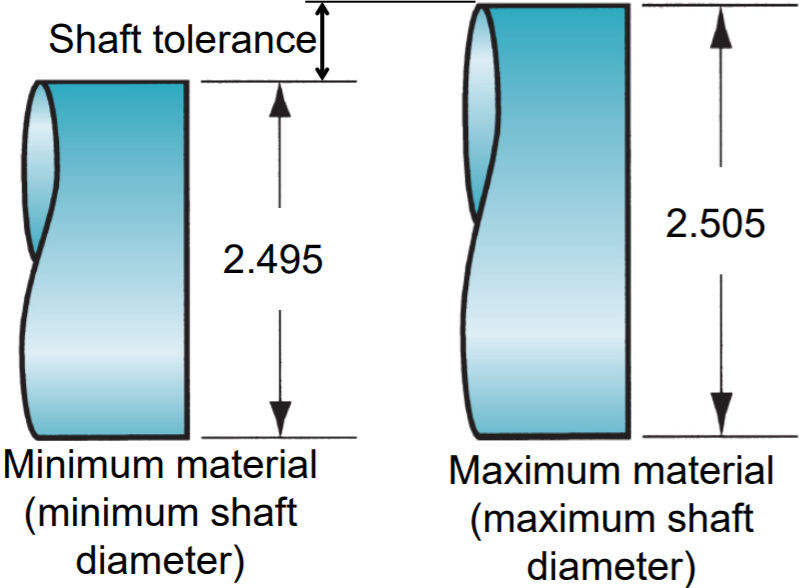 Shaft tolerance
2.495
2.505
Minimum material
(minimum shaft
diameter)
Maximum material
(maximum shaft
diameter)